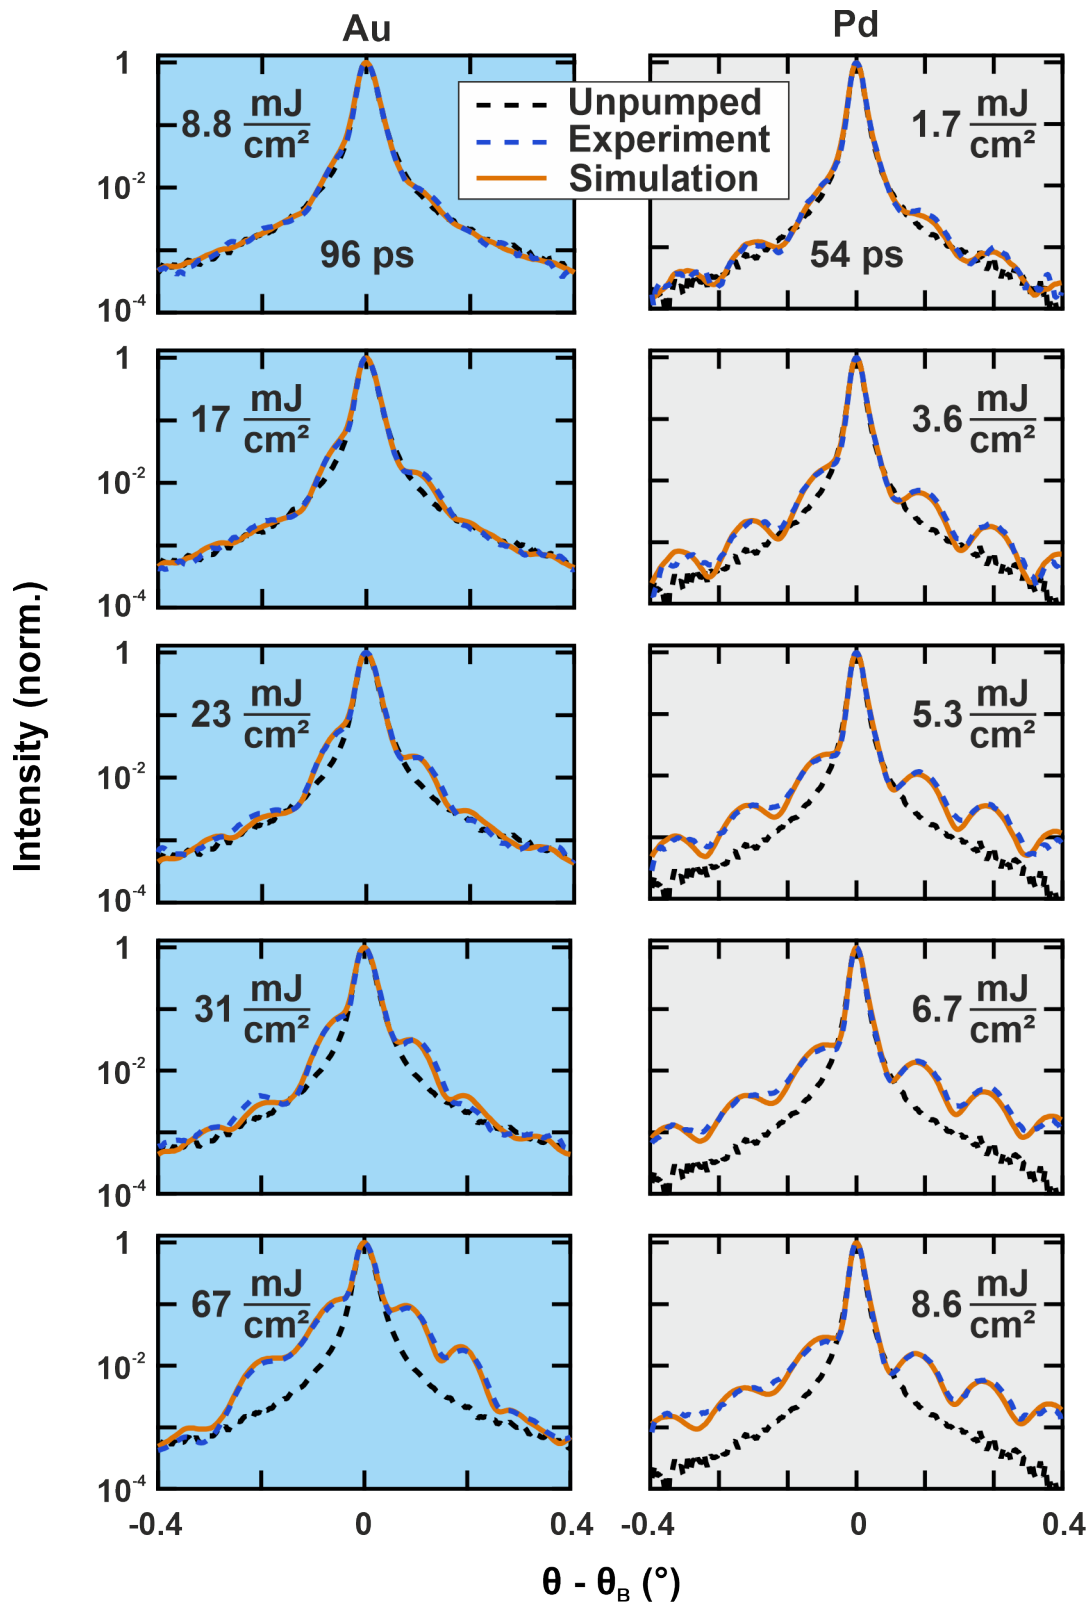 Au
Pd
Unpumped
Experiment
Simulation
1
10⁻²
10⁻⁴
8.8 mJ
cm²
96 ps
1.7 mJ
cm²
54 ps
1
10⁻²
10⁻⁴
17 mJ
cm²
3.6 mJ
cm²
1
10⁻²
10⁻⁴
23 mJ
cm²
5.3 mJ
cm²
1
10⁻²
10⁻⁴
31 mJ
cm²
6.7 mJ
cm²
1
10⁻²
10⁻⁴
67 mJ
cm²
8.6 mJ
cm²
Intensity (norm.)
-0.4 0 0.4
-0.4 0 0.4
θ - θB (°)